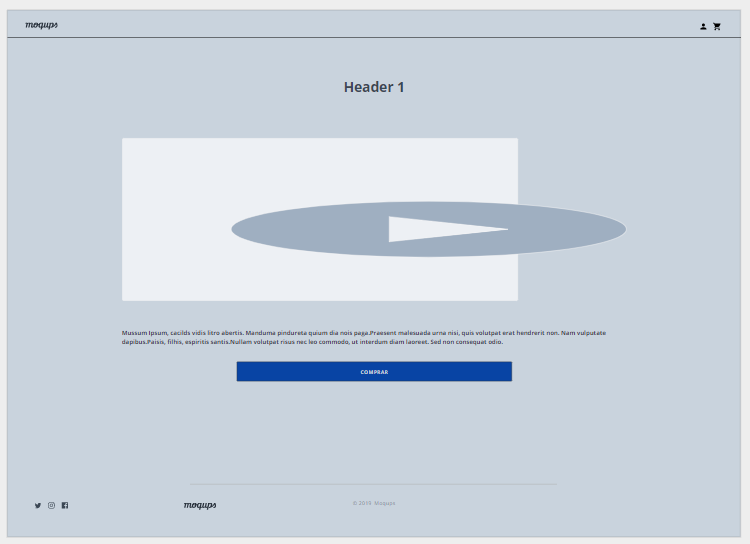 moqups
Header 1
Mussum Ipsum, cacilds vidis litro abertis. Manduma pindureta quium dia nois paga.Praesent malesuada urna nisi, quis volutpat erat hendrerit non. Nam vulputate
dapibus.Paisis, filhis, espiritis santis.Nullam volutpat risus nec leo commodo, ut interdum diam laoreet. Sed non consequat odio.
COMPRAR
moqups
© 2019 Moqups